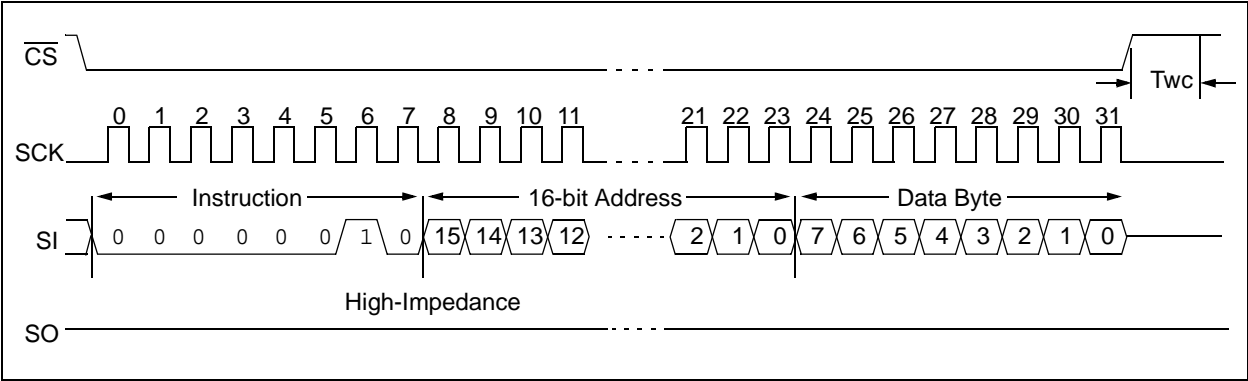 CS
Twc
0 1 2 3 4 5 6 7 8 9 10 11 21 22 23 24 25 26 27 28 29 30 31
SCK
Instruction 16-bit Address Data Byte
SI 0 0 0 0 0 0 1 0 15 14 13 12 2 1 0 7 6 5 4 3 2 1 0
High-Impedance
SO